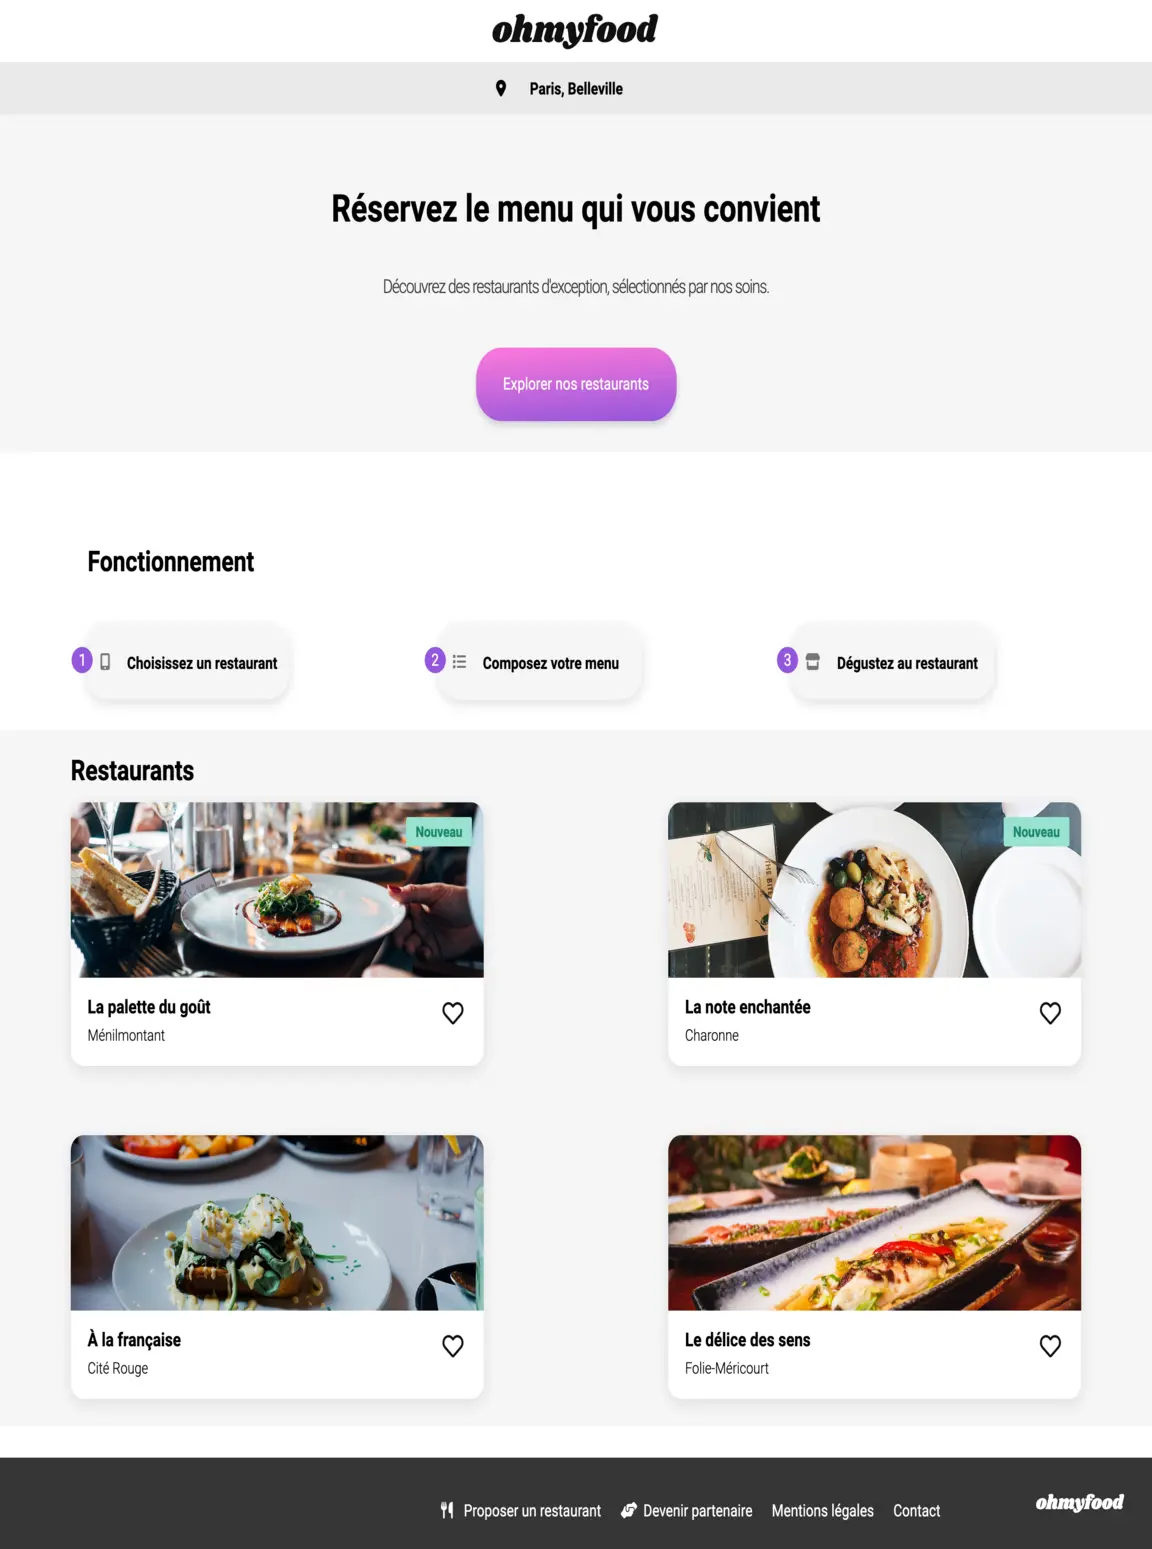 ohmyfood
Paris, Belleville
Réservez le menu qui vous convient
Découvrez des restaurants d'exception, sélectionnés par nos soins.
Explorer nos restaurants
Fonctionnement
1 Choisissez un restaurant
2 Composez votre menu
3 Dégustez au restaurant
Restaurants
Nouveau
La palette du goût
Ménilmontant
Nouveau
La note enchantée
Charonne
À la française
Cité Rouge
Le délice des sens
Folie-Méricourt
Proposer un restaurant Devenir partenaire Mentions légales Contact
ohmyfood